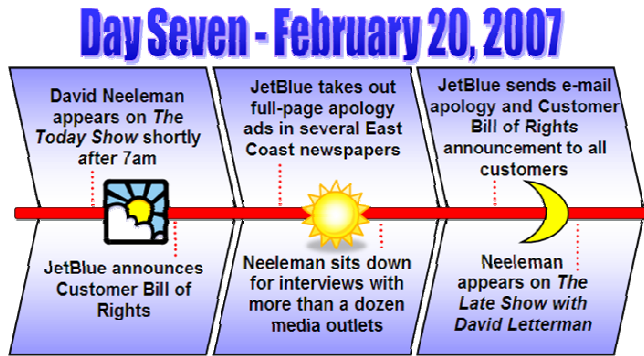 Day Seven - February 20, 2007
David Neeleman
appears on The
Today Show shortly
after 7am
JetBlue announces
Customer Bill of
Rights
JetBlue takes out
full-page apology
ads in several East
Coast newspapers
Neeleman sits down
for interviews with
more than a dozen
media outlets
JetBlue sends e-mail
apology and Customer
Bill of Rights
announcement to all
customers
Neeleman
appears on The
Late Show with
David Letterman